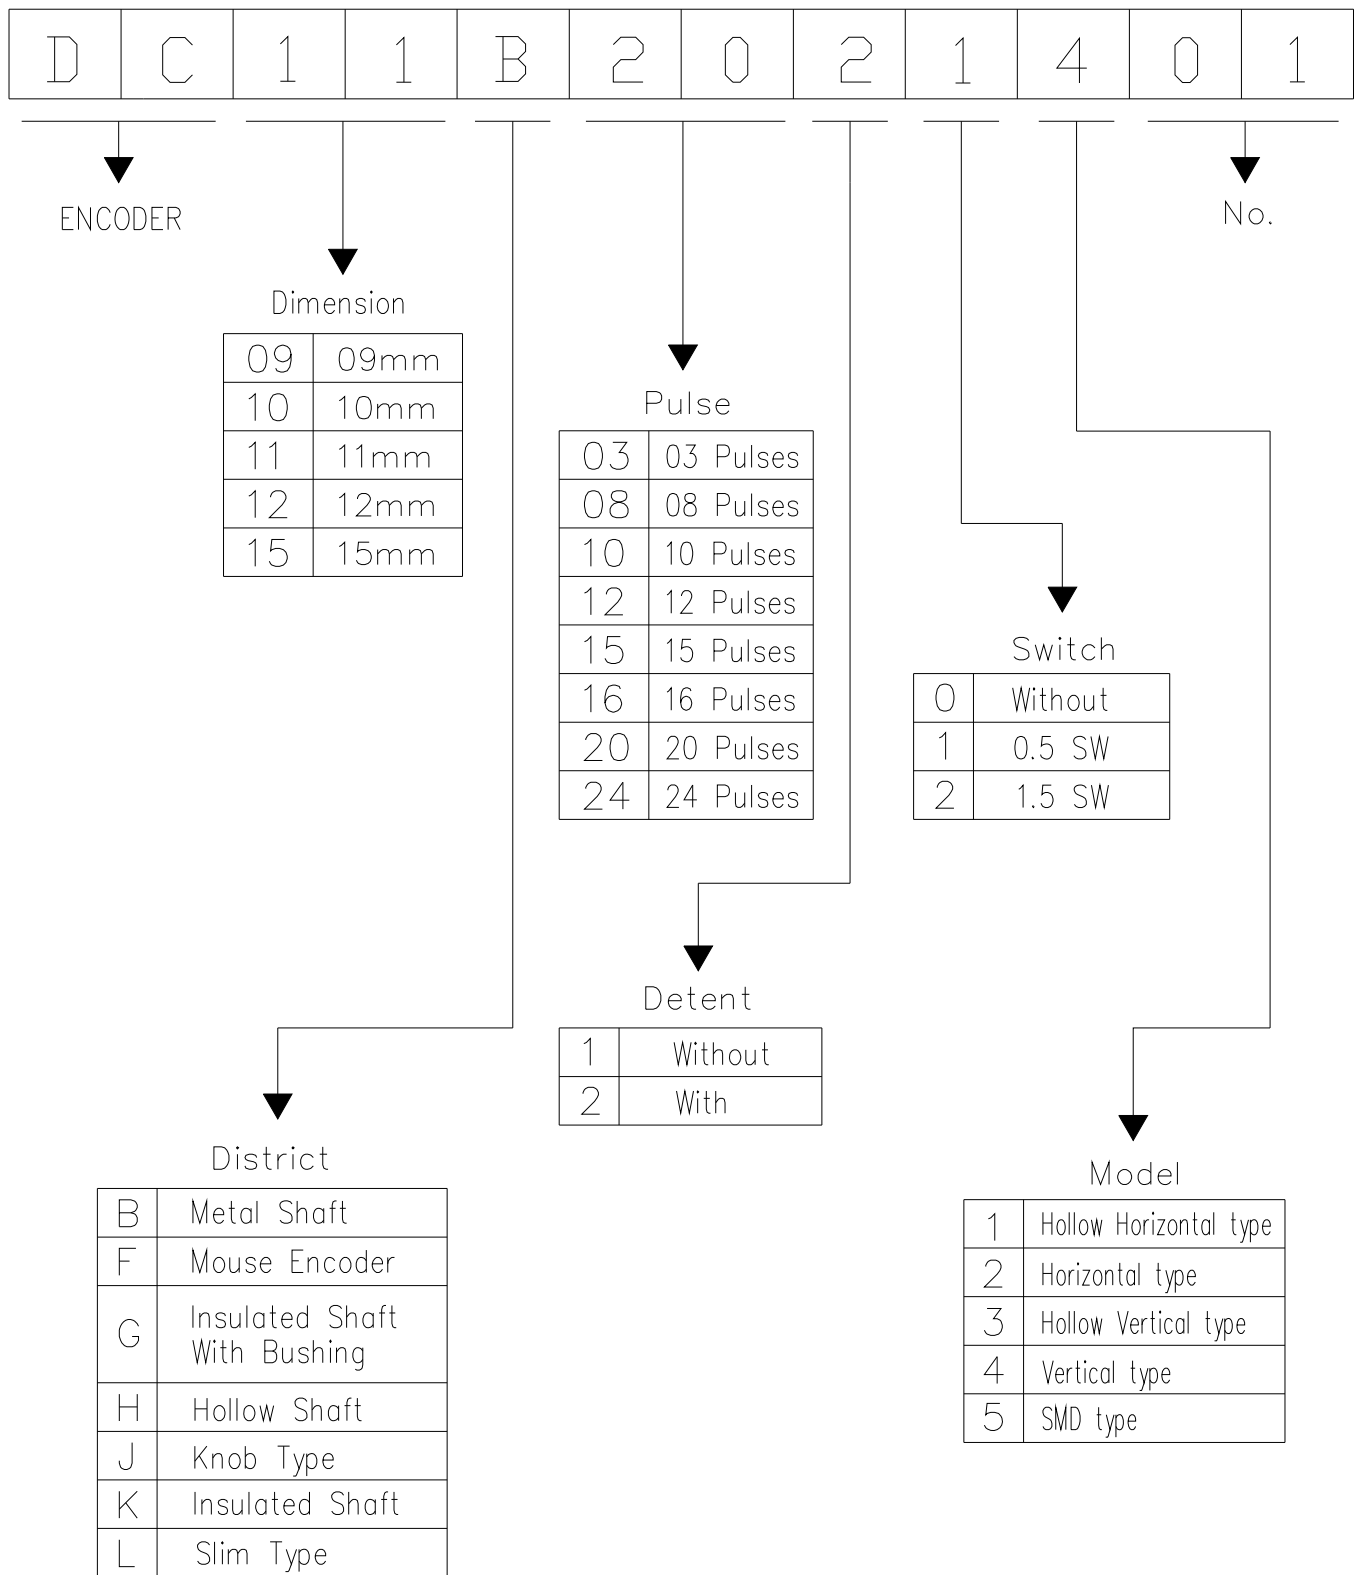 D C 1 1 B 2 0 2 1 4 0 1
ENCODER
No.
Dimension
09 09mm
10 10mm
11 11mm
12 12mm
15 15mm
Pulse
03 03 Pulses
08 08 Pulses
10 10 Pulses
12 12 Pulses
15 15 Pulses
16 16 Pulses
20 20 Pulses
24 24 Pulses
Switch
0 Without
1 0.5 SW
2 1.5 SW
Detent
1 Without
2 With
District
B Metal Shaft
F Mouse Encoder
G Insulated Shaft
With Bushing
H Hollow Shaft
J Knob Type
K Insulated Shaft
L Slim Type
Model
1 Hollow Horizontal type
2 Horizontal type
3 Hollow Vertical type
4 Vertical type
5 SMD type